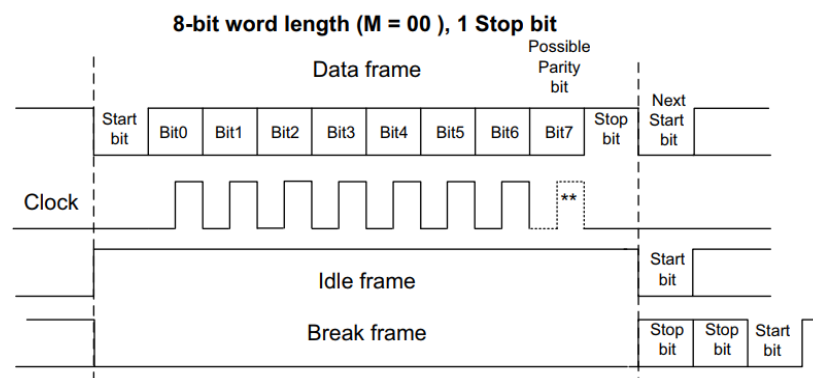 8-bit word length (M = 00 ), 1 Stop bit
Data frame
Possible
Parity
bit
Start
bit
Bit0
Bit1
Bit2
Bit3
Bit4
Bit5
Bit6
Bit7
Stop
bit
Next
Start
bit
Clock
**
Idle frame
Start
bit
Break frame
Stop
bit
Stop
bit
Start
bit